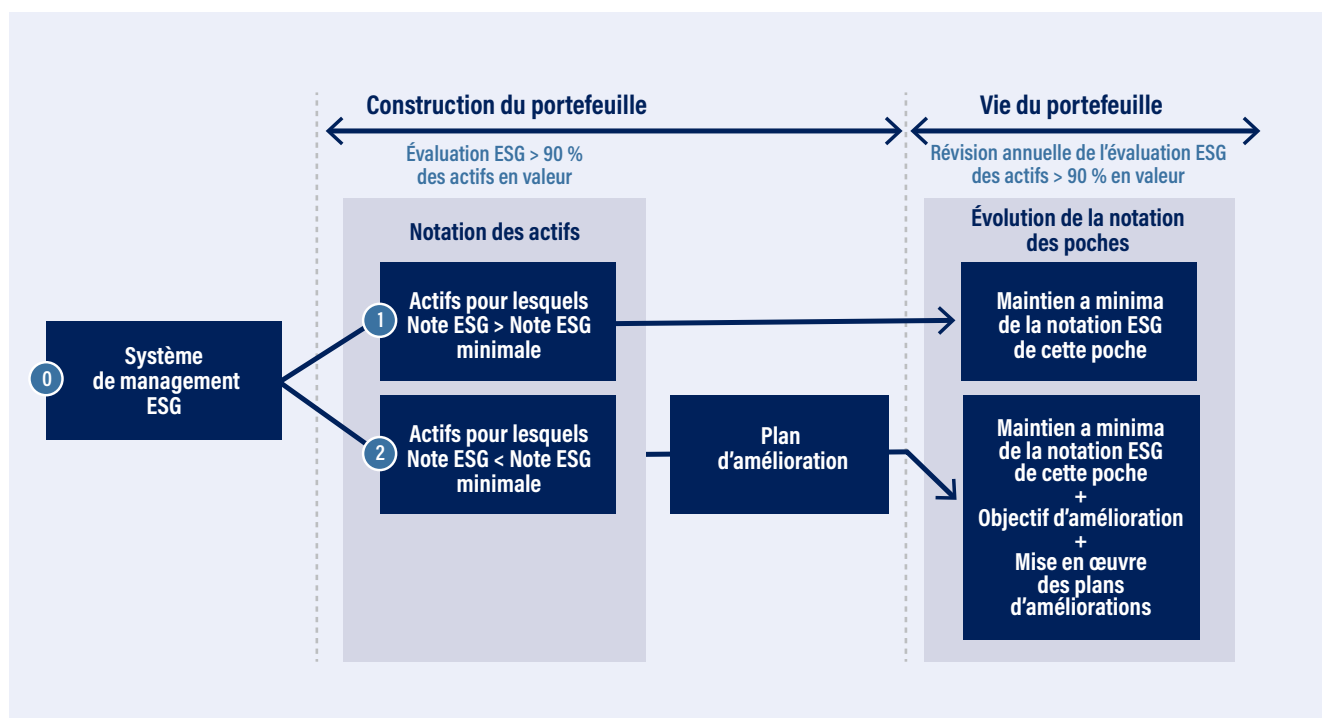 Construction du portefeuille
Évaluation ESG > 90 %
des actifs en valeur
Vie du portefeuille
Révision annuelle de l'évaluation ESG
des actifs > 90 % en valeur
0
Système
de management
ESG
Notation des actifs
1
Actifs pour lesquels
Note ESG > Note ESG
minimale
2
Actifs pour lesquels
Note ESG < Note ESG
minimale
Plan
d'amélioration
Évolution de la notation
des poches
Maintien a minima
de la notation ESG
de cette poche
Maintien a minima
de la notation ESG
de cette poche
+
Objectif d'amélioration
+
Mise en œuvre
des plans
d'améliorations